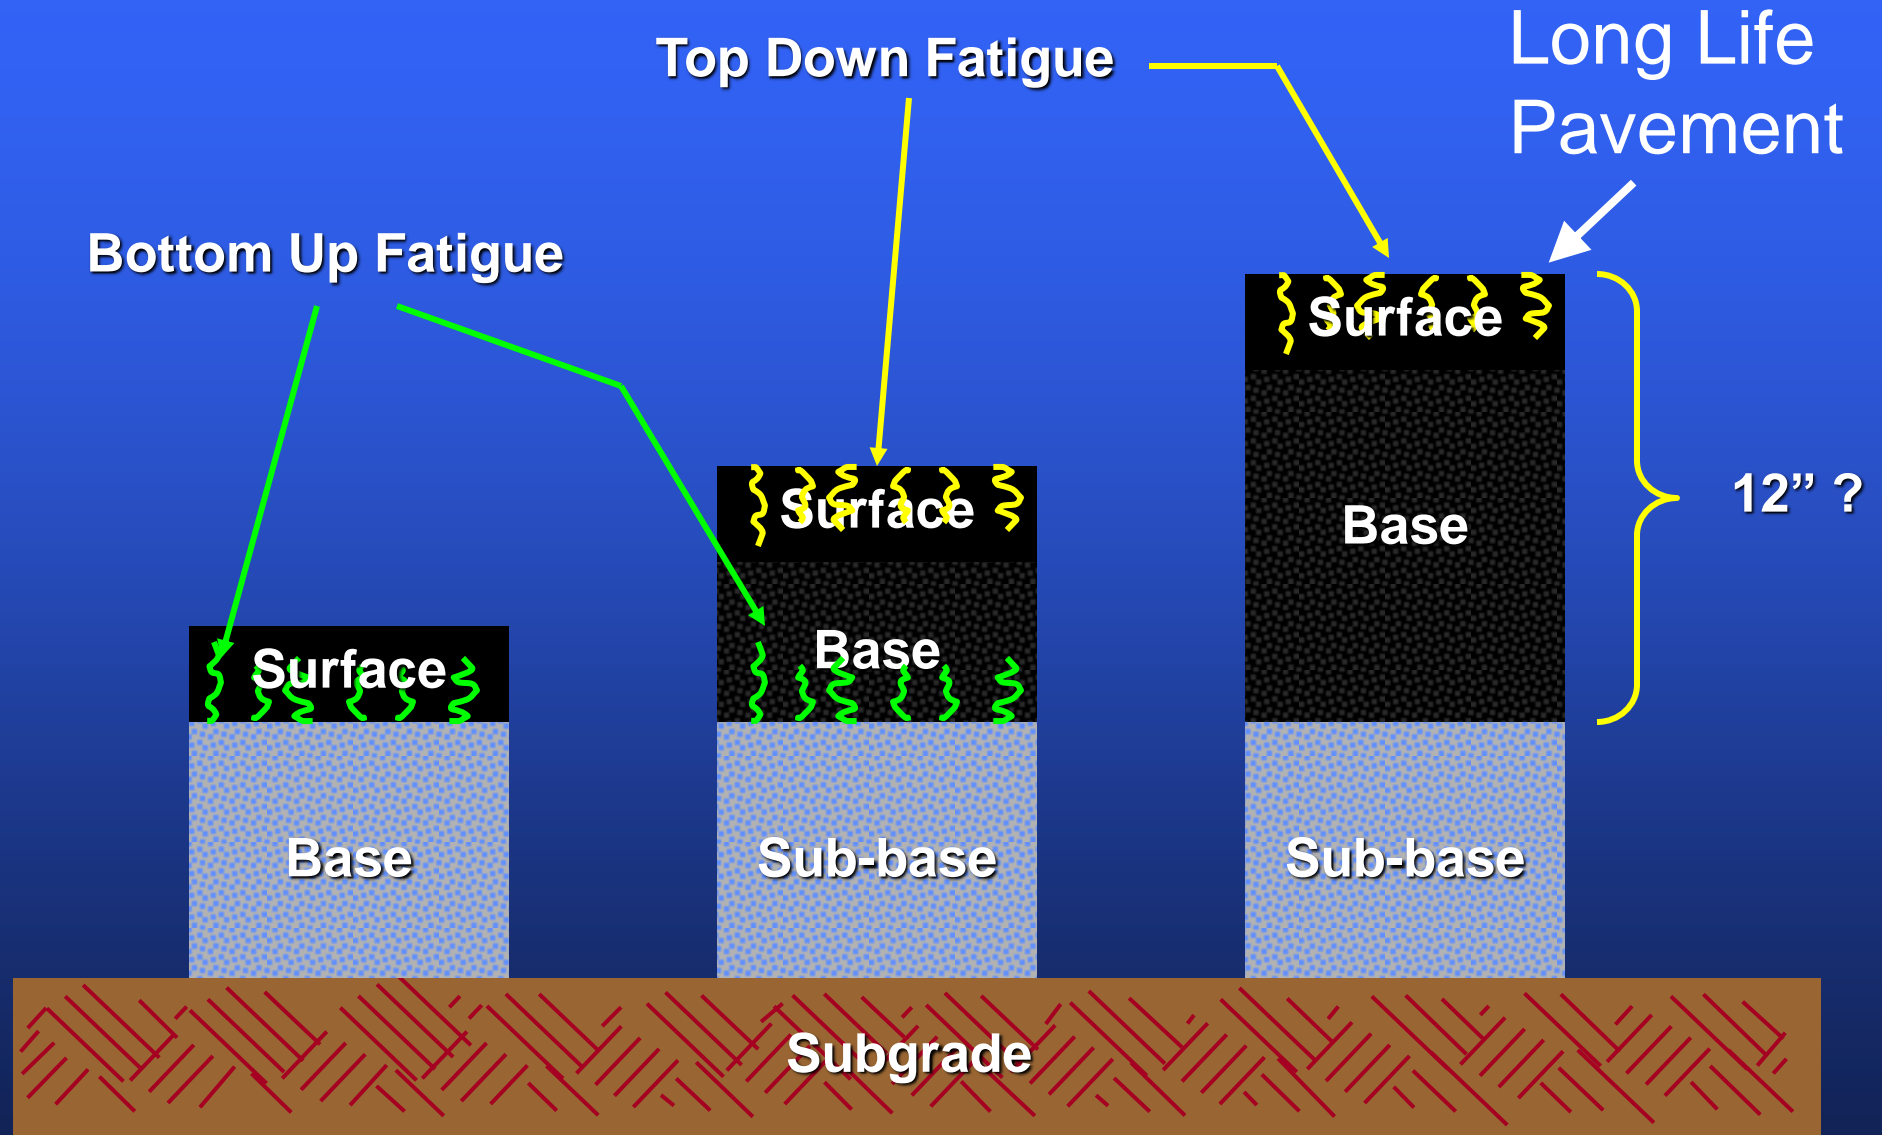 Long Life
Pavement
Top Down Fatigue
Bottom Up Fatigue
Surface
Base
Surface
Base
Sub-base
Surface
Base
Sub-base
12” ?
Subgrade